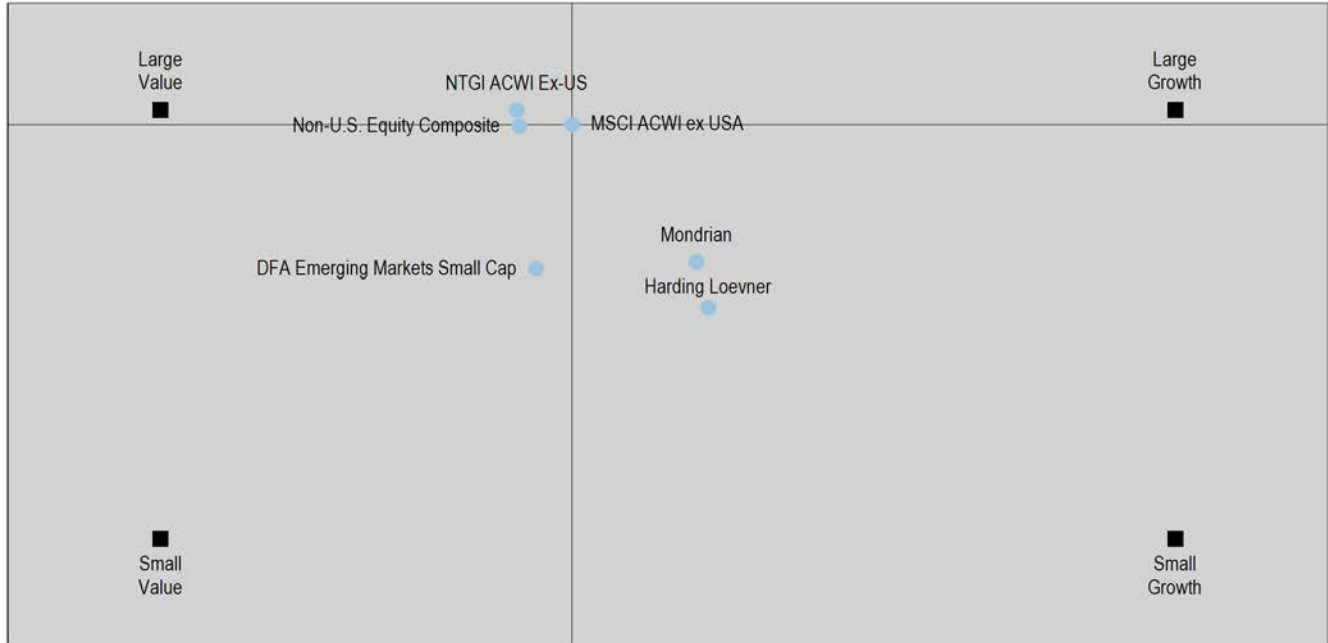 Large
Value
NTGI ACWI Ex-US
Large
Growth
Non-U.S. Equity Composite
MSCI ACWI ex USA
Mondrian
DFA Emerging Markets Small Cap
Harding Loevner
Small
Value
Small
Growth